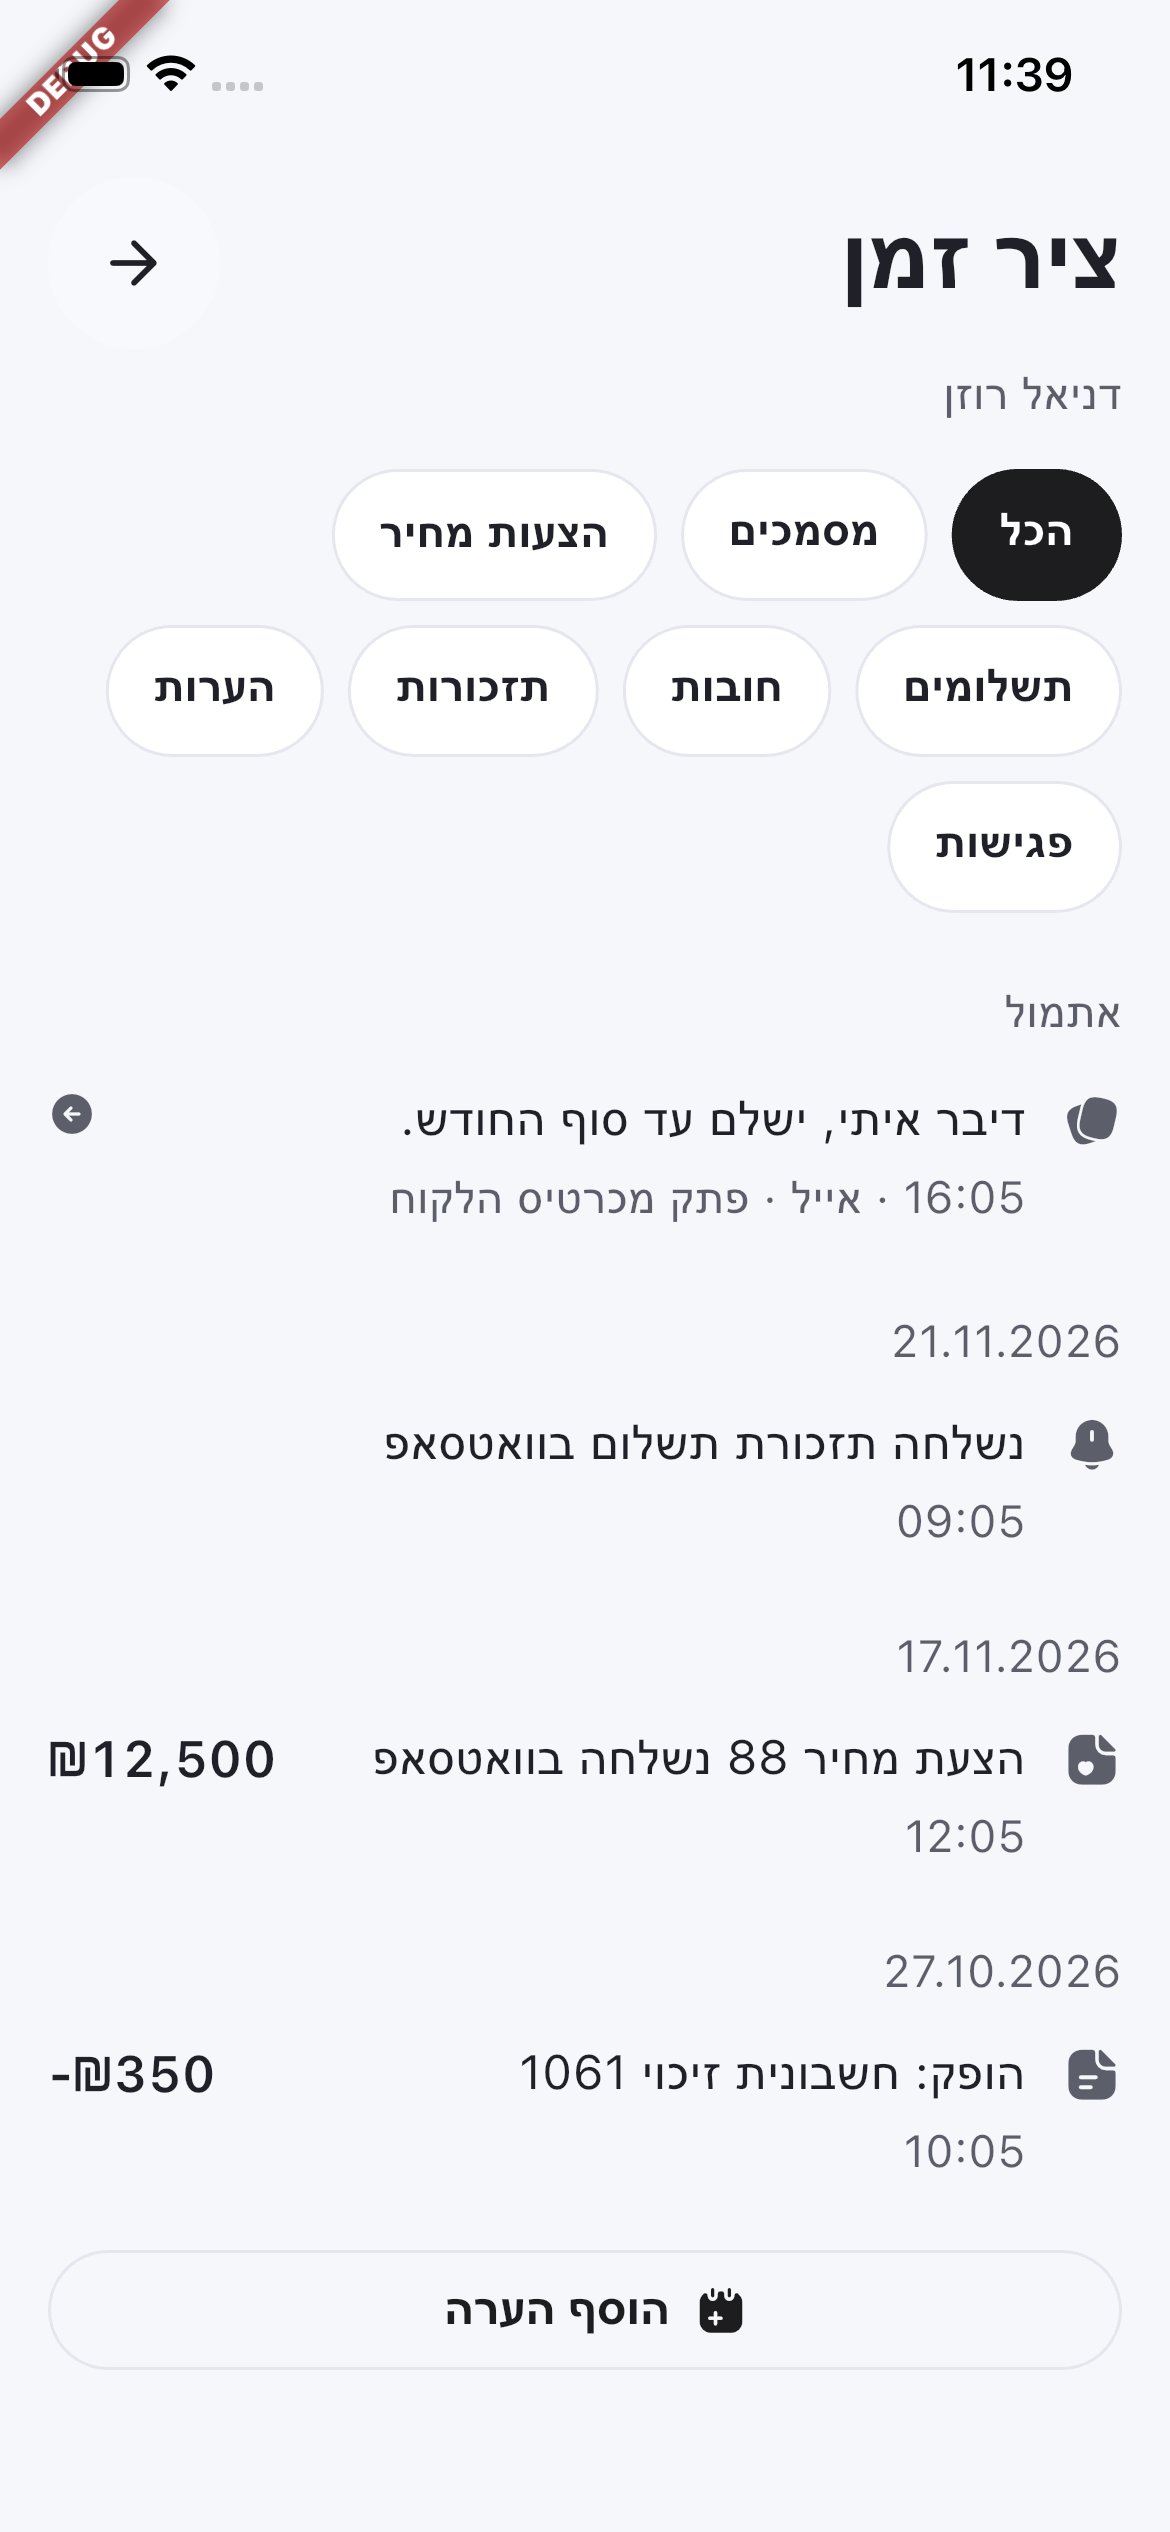 11:39
DEBUG
ציר זמן
דניאל רוזן
הכל
מסמכים
הצעות מחיר
תשלומים
חובות
תזכורות
הערות
פגישות
אתמול
דיבר איתי, ישלם עד סוף החודש.
16:05 · אייל · פתק מכרטיס הלקוח
21.11.2026
נשלחה תזכורת תשלום בוואטסאפ
09:05
17.11.2026
הצעת מחיר 88 נשלחה בוואטסאפ
₪12,500
12:05
27.10.2026
הופק: חשבונית זיכוי 1061
-₪350
10:05
הוסף הערה